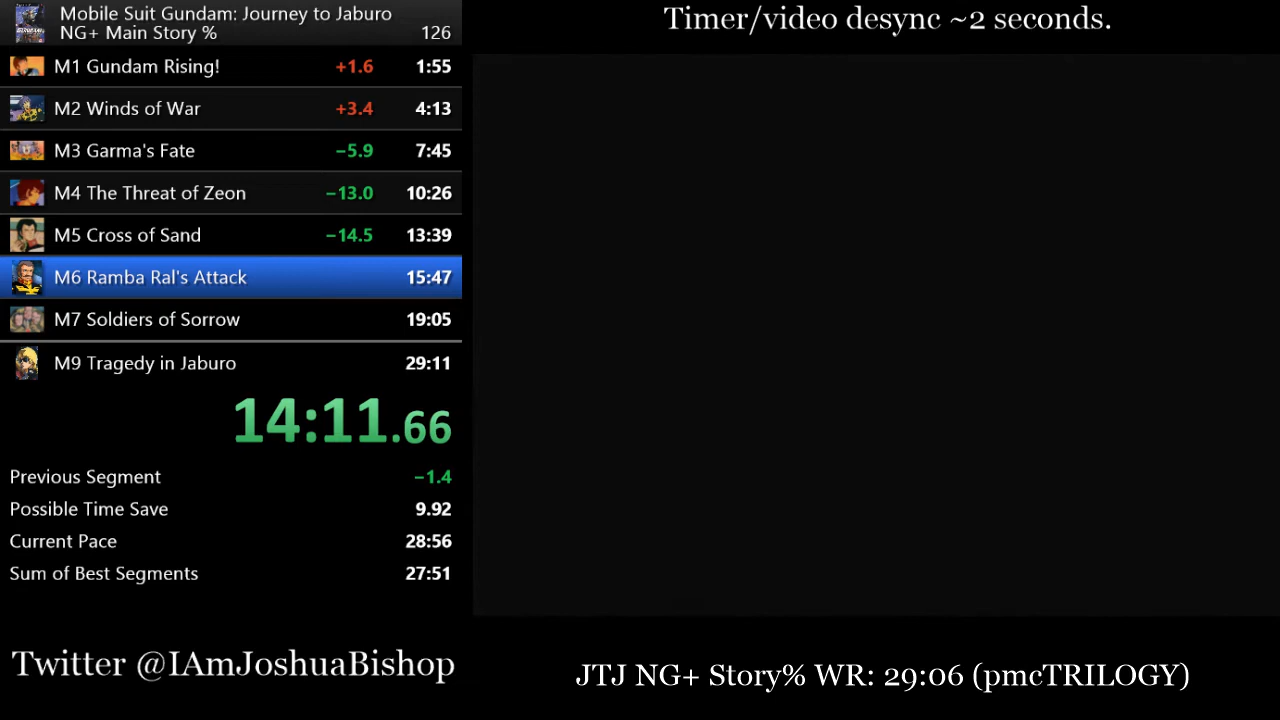 Mobile Suit Gundam: Journey to Jaburo
NG+ Main Story % 126
M1 Gundam Rising! +1.6 1:55
M2 Winds of War +3.4 4:13
M3 Garma's Fate −5.9 7:45
M4 The Threat of Zeon −13.0 10:26
M5 Cross of Sand −14.5 13:39
M6 Ramba Ral's Attack 15:47
M7 Soldiers of Sorrow 19:05
M9 Tragedy in Jaburo 29:11
14:11.66
Previous Segment −1.4
Possible Time Save 9.92
Current Pace 28:56
Sum of Best Segments 27:51
Twitter @IAmJoshuaBishop
Timer/video desync ~2 seconds.
JTJ NG+ Story% WR: 29:06 (pmcTRILOGY)